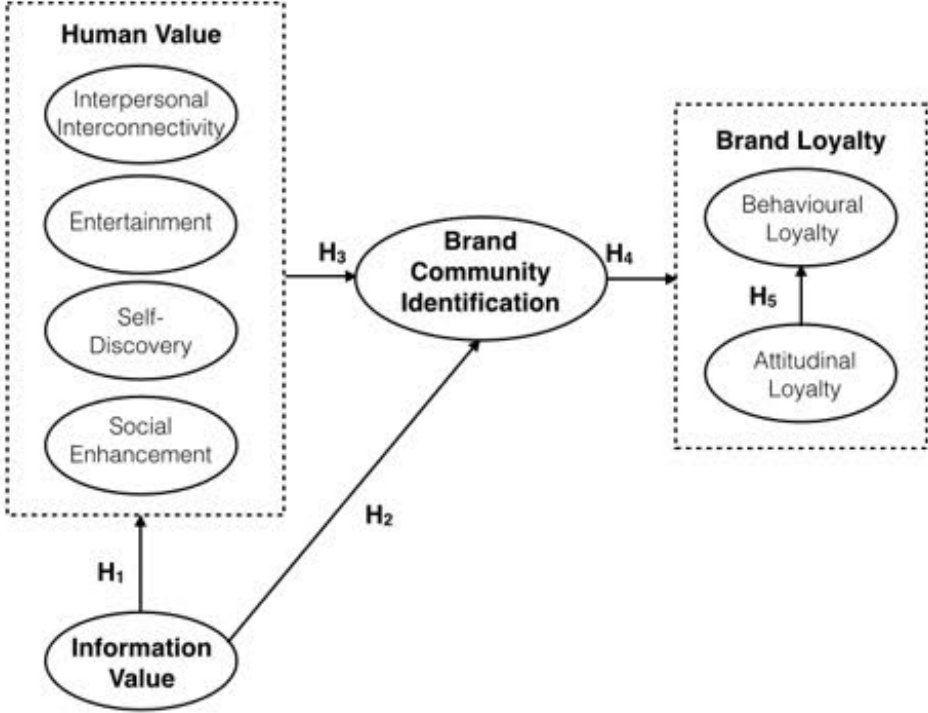 Human Value
Interpersonal
Interconnectivity
Entertainment
Self-
Discovery
Social
Enhancement
H₁
Information
Value
H₂
H₃
Brand
Community
Identification
H₄
Brand Loyalty
Behavioural
Loyalty
H₅
Attitudinal
Loyalty